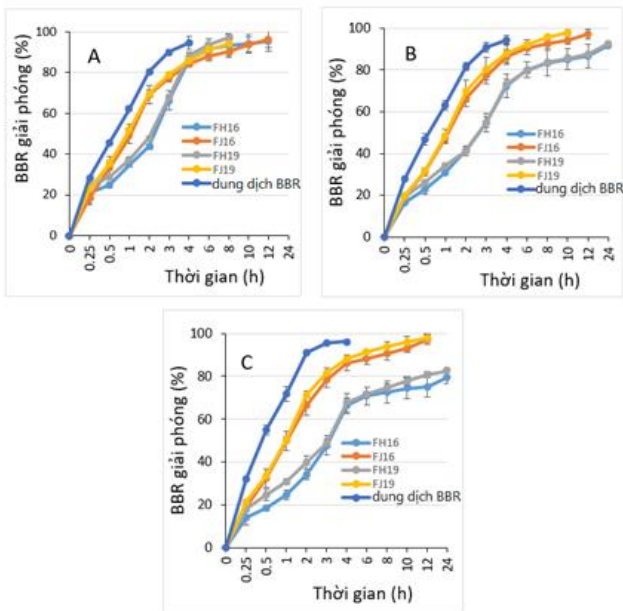 A
BBR giải phóng (%)
100
80
60
40
20
0
FH16
FJ16
FH19
FJ19
dung dịch BBR
0 0.25 0.5 1 2 3 4 6 8 10 12 24
Thời gian (h)
B
BBR giải phóng (%)
100
80
60
40
20
0
FH16
FJ16
FH19
FJ19
dung dịch BBR
0 0.25 0.5 1 2 3 4 6 8 10 12 24
Thời gian (h)
C
BBR giải phóng (%)
100
80
60
40
20
0
FH16
FJ16
FH19
FJ19
dung dịch BBR
0 0.25 0.5 1 2 3 4 6 8 10 12 24
Thời gian (h)